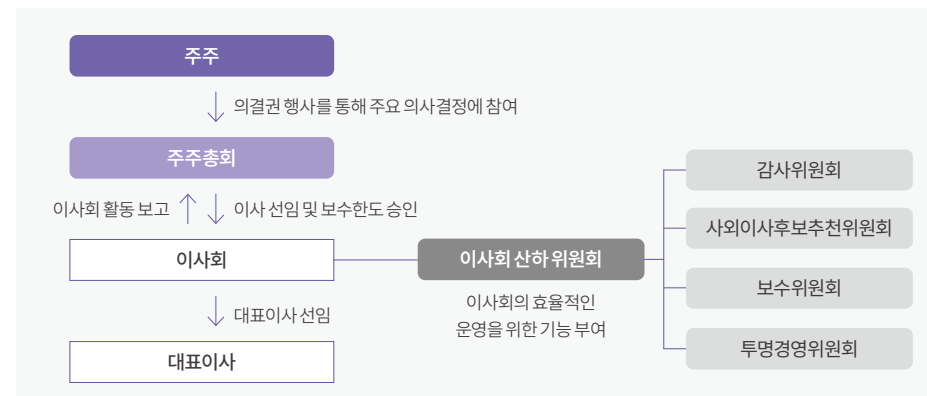 주주
의결권 행사를 통해 주요 의사결정에 참여
주주총회
이사회 활동 보고
이사 선임 및 보수한도 승인
이사회
대표이사 선임
대표이사
이사회 산하 위원회
이사회의 효율적인
운영을 위한 기능 부여
감사위원회
사외이사후보추천위원회
보수위원회
투명경영위원회